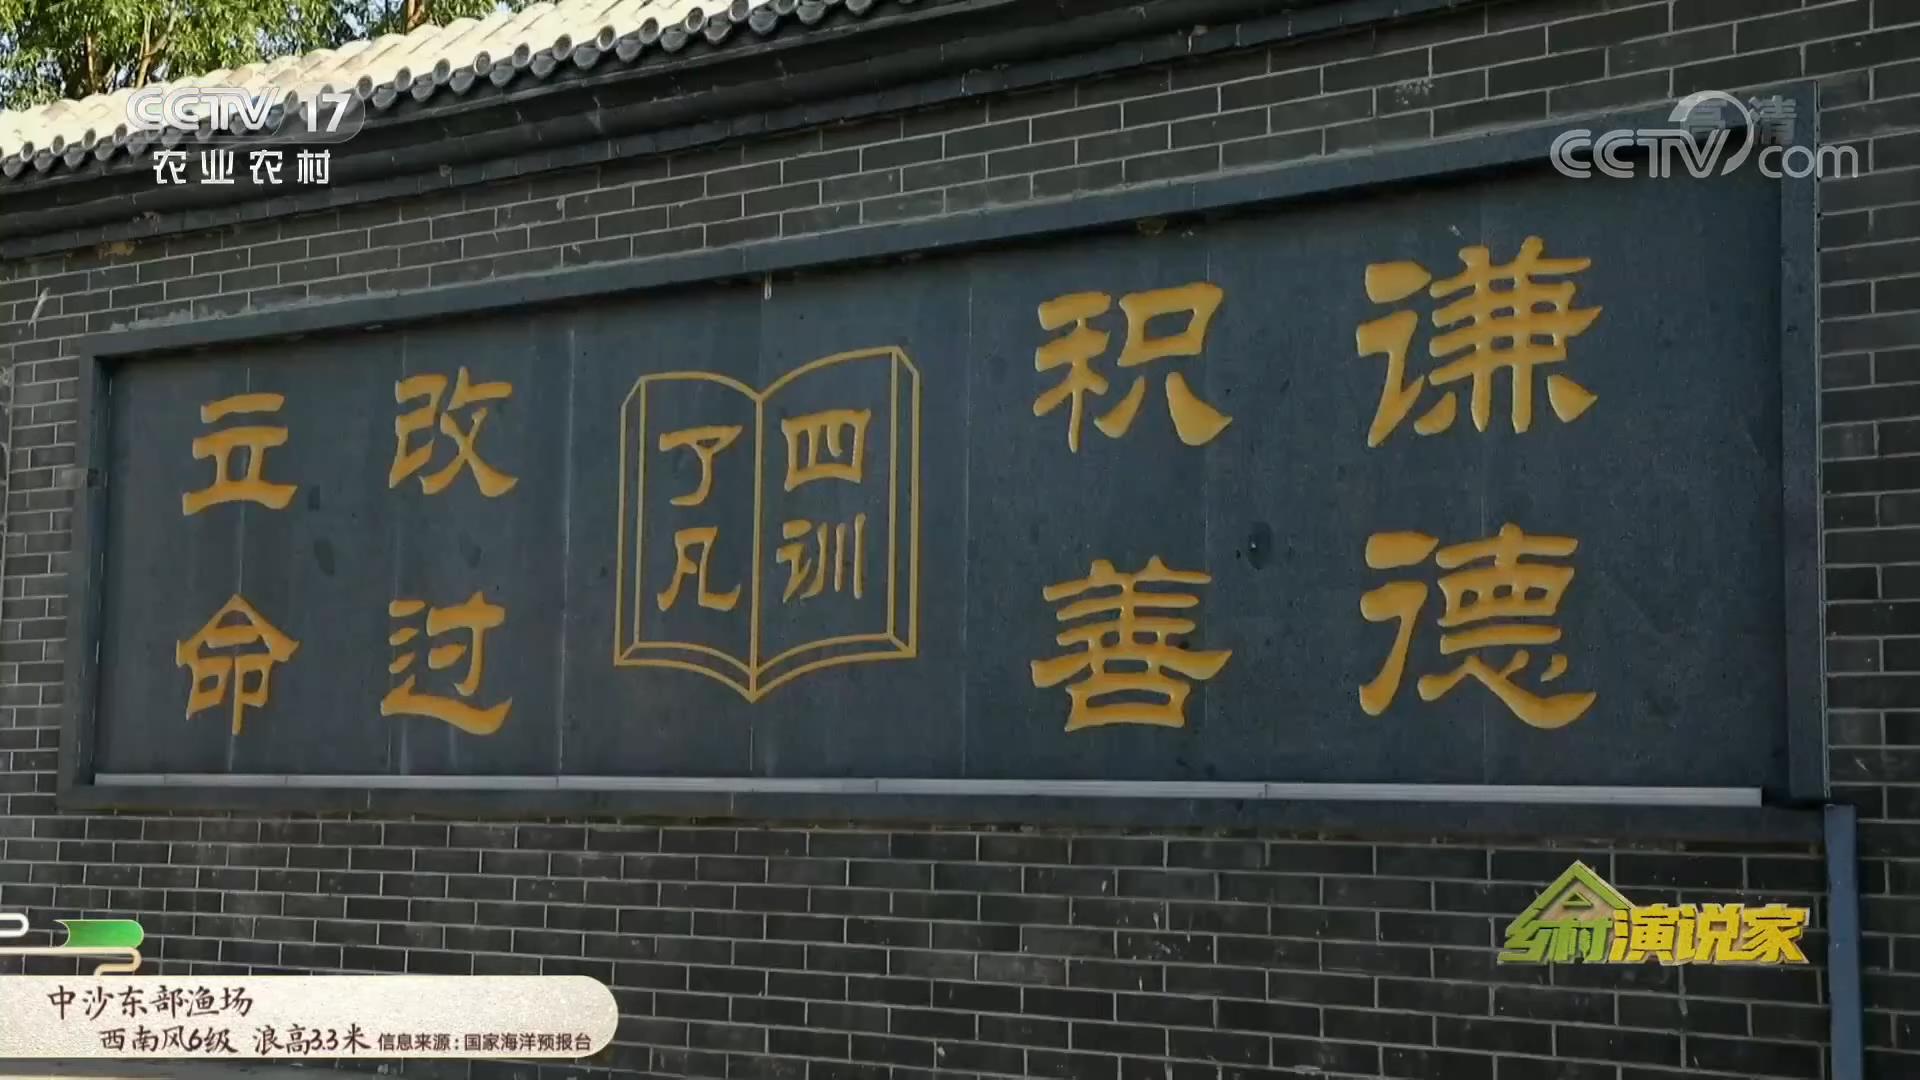 CCTV 17
农业农村
高清
CCTV.com
立命
改过
了凡
四训
积善
谦德
乡村演说家
中沙东部渔场
西南风6级 浪高3.3米 信息来源：国家海洋预报台